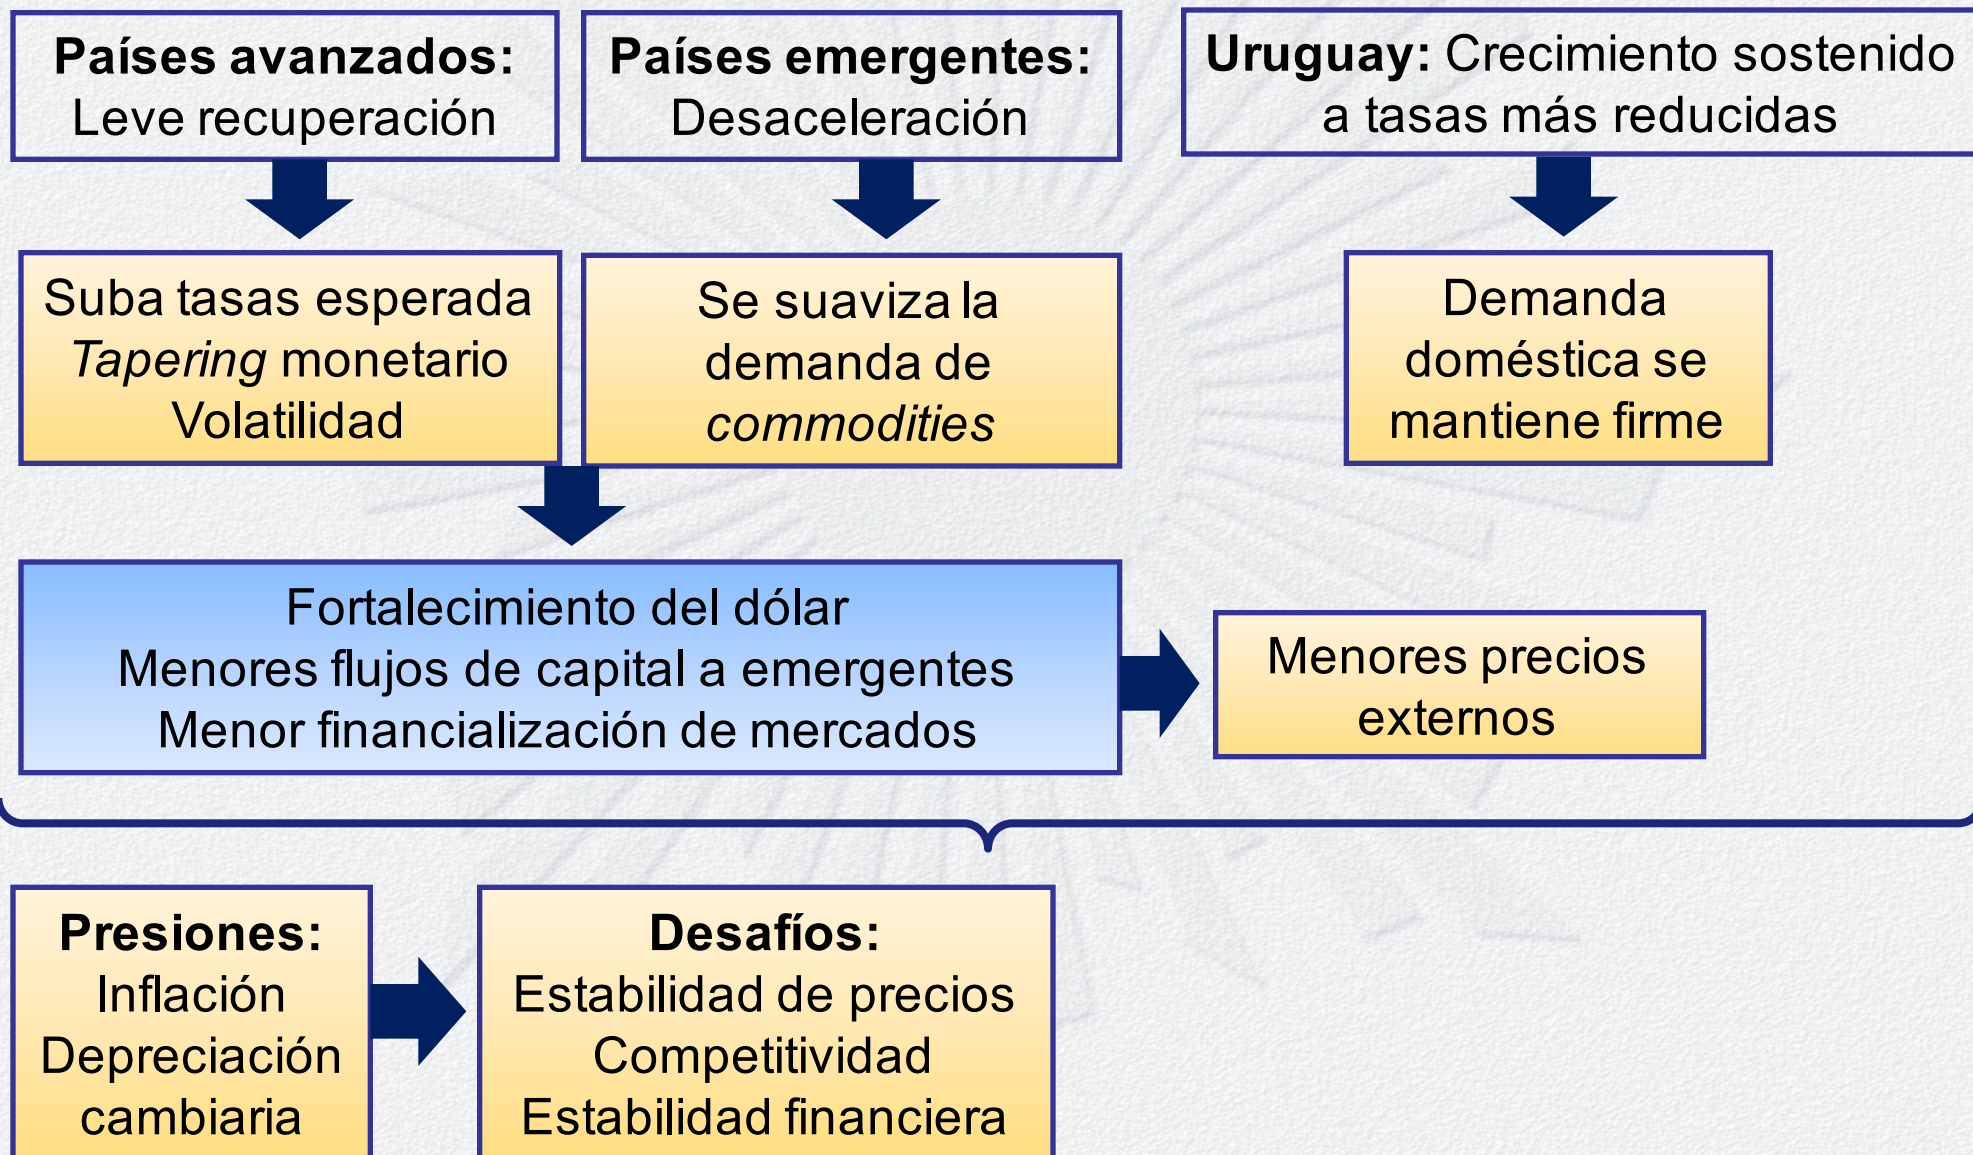 Países avanzados:
Leve recuperación
Países emergentes:
Desaceleración
Uruguay: Crecimiento sostenido
a tasas más reducidas
Suba tasas esperada
Tapering monetario
Volatilidad
Se suaviza la
demanda de
commodities
Demanda
doméstica se
mantiene firme
Fortalecimiento del dólar
Menores flujos de capital a emergentes
Menor financialización de mercados
Menores precios
externos
Presiones:
Inflación
Depreciación
cambiaria
Desafíos:
Estabilidad de precios
Competitividad
Estabilidad financiera